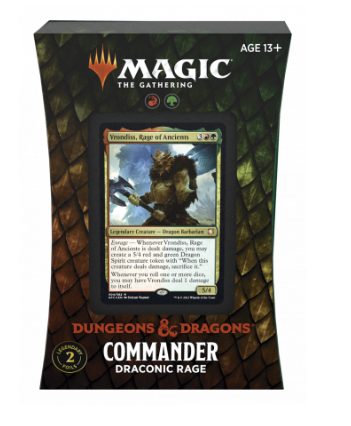 AGE 13+
MAGIC
THE GATHERING
Vrondiss, Rage of Ancients
Legendary Creature — Dragon Barbarian
Enrage — Whenever Vrondiss, Rage
of Ancients is dealt damage, you may
create a 5/4 red and green Dragon
Spirit creature token with "When this
creature deals damage, sacrifice it."
Whenever you roll one or more dice,
you may have Vrondiss deal 1 damage
to itself.
5/4
DUNGEONS & DRAGONS
LEGENDARY
2
FOILS
COMMANDER
DRACONIC RAGE